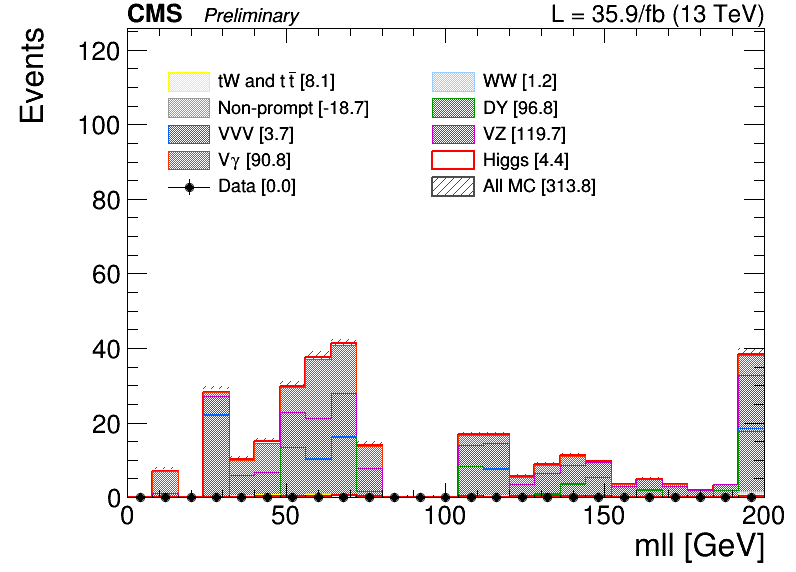 CMS Preliminary L = 35.9/fb (13 TeV)
Events
120
100
80
60
40
20
0
tW and t t̅ [8.1]
WW [1.2]
Non-prompt [-18.7]
DY [96.8]
VVV [3.7]
VZ [119.7]
Vγ [90.8]
Higgs [4.4]
Data [0.0]
All MC [313.8]
0 50 100 150 200
mll [GeV]